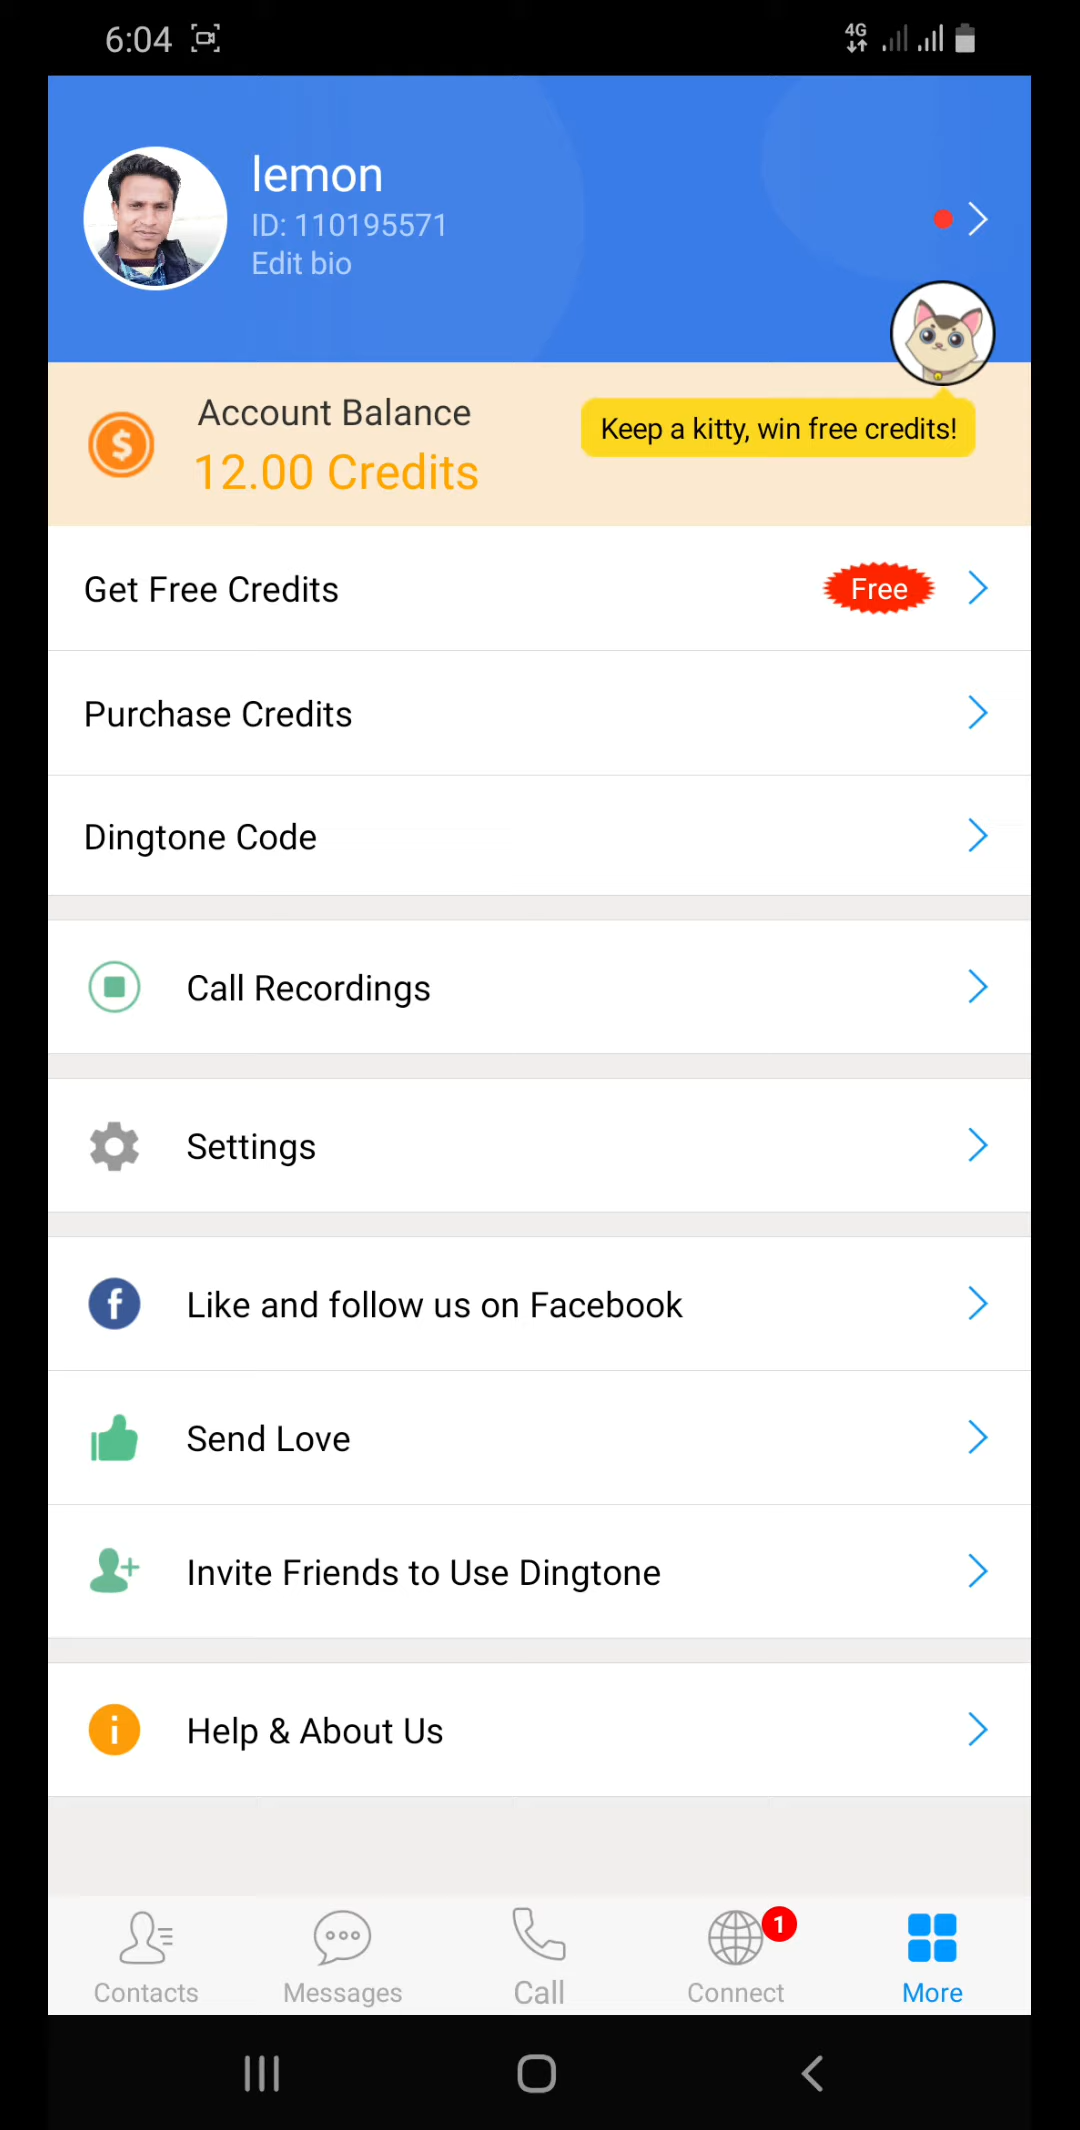 6:04
4G
lemon
ID: 110195571
Edit bio
Account Balance
12.00 Credits
Keep a kitty, win free credits!
Get Free Credits
Free
Purchase Credits
Dingtone Code
Call Recordings
Settings
Like and follow us on Facebook
Send Love
Invite Friends to Use Dingtone
Help & About Us
1
Contacts
Messages
Call
Connect
More